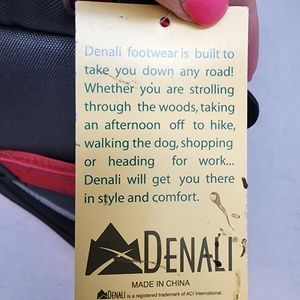 Denali footwear is built to
take you down any road!
Whether you are strolling
through the woods, taking
an afternoon off to hike,
walking the dog, shopping
or heading for work...
Denali will get you there
in style and comfort.
DENALI®
MADE IN CHINA
DENALI is a registered trademark of ACI International.